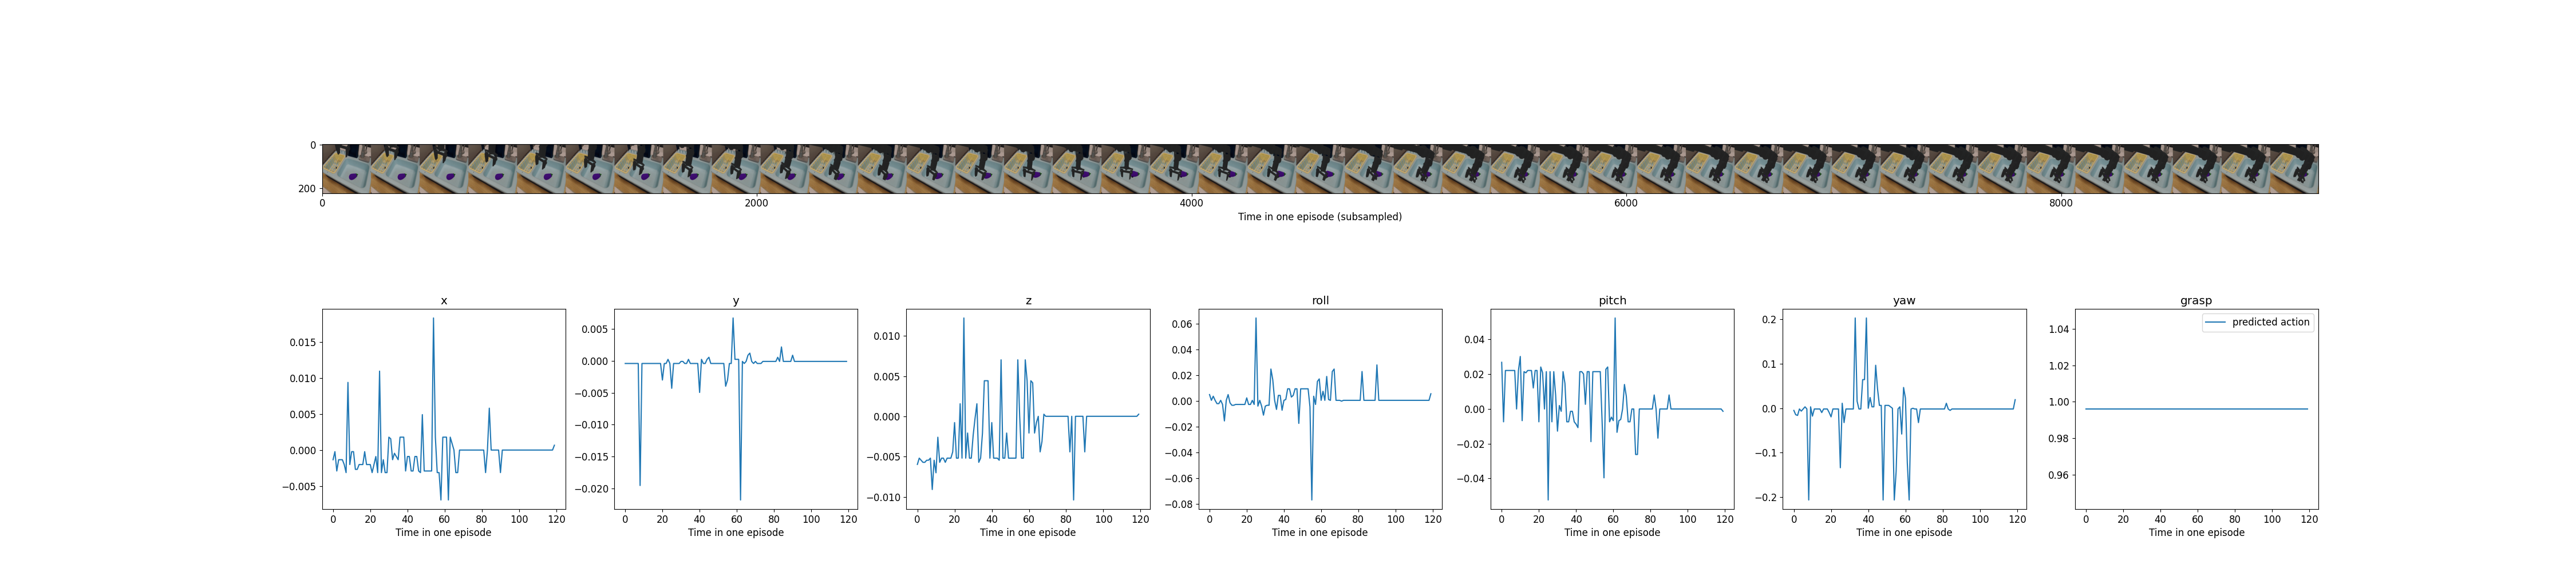 0
200
0 2000 4000 6000 8000
Time in one episode (subsampled)
x y z roll pitch yaw grasp
0.015
0.010
0.005
0.000
−0.005
0 20 40 60 80 100 120
Time in one episode
0.005
0.000
−0.005
−0.010
−0.015
−0.020
0 20 40 60 80 100 120
Time in one episode
0.010
0.005
0.000
−0.005
−0.010
0 20 40 60 80 100 120
Time in one episode
0.06
0.04
0.02
0.00
−0.02
−0.04
−0.06
−0.08
0 20 40 60 80 100 120
Time in one episode
0.04
0.02
0.00
−0.02
−0.04
0 20 40 60 80 100 120
Time in one episode
0.2
0.1
0.0
−0.1
−0.2
0 20 40 60 80 100 120
Time in one episode
predicted action
1.04
1.02
1.00
0.98
0.96
0 20 40 60 80 100 120
Time in one episode